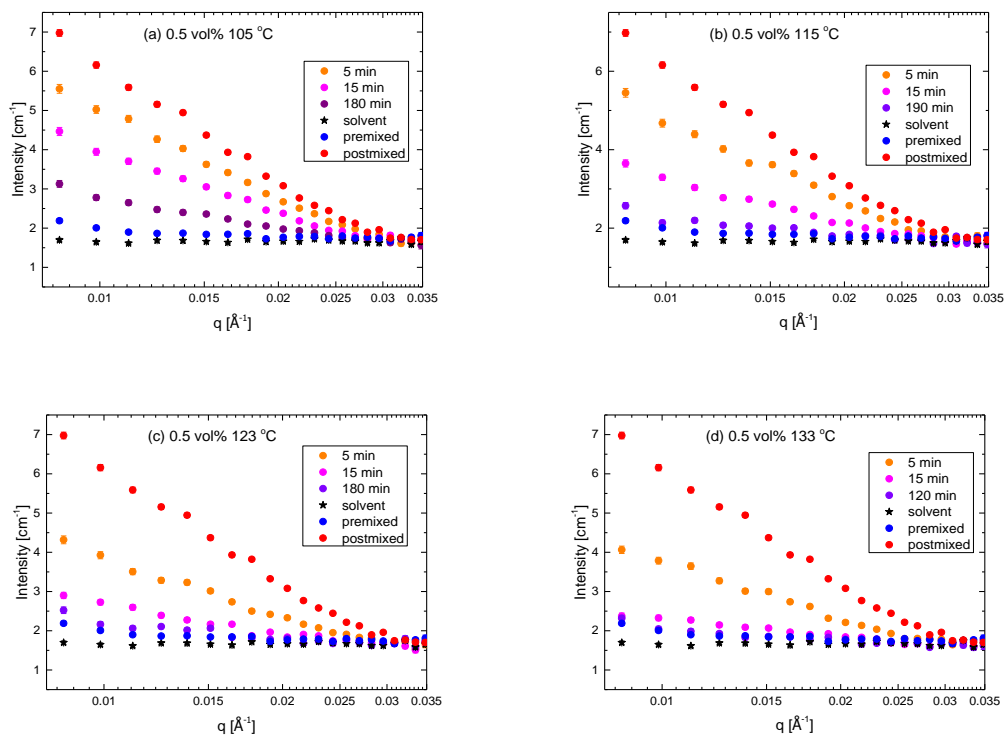 (a) 0.5 vol% 105 °C
7
6
5
4
3
2
1
Intensity [cm⁻¹]
5 min
15 min
180 min
solvent
premixed
postmixed
0.01 0.015 0.02 0.025 0.03 0.035
q [Å⁻¹]
(b) 0.5 vol% 115 °C
7
6
5
4
3
2
1
Intensity [cm⁻¹]
5 min
15 min
190 min
solvent
premixed
postmixed
0.01 0.015 0.02 0.025 0.03 0.035
q [Å⁻¹]
(c) 0.5 vol% 123 °C
7
6
5
4
3
2
1
Intensity [cm⁻¹]
5 min
15 min
180 min
solvent
premixed
postmixed
0.01 0.015 0.02 0.025 0.03 0.035
q [Å⁻¹]
(d) 0.5 vol% 133 °C
7
6
5
4
3
2
1
Intensity [cm⁻¹]
5 min
15 min
120 min
solvent
premixed
postmixed
0.01 0.015 0.02 0.025 0.03 0.035
q [Å⁻¹]